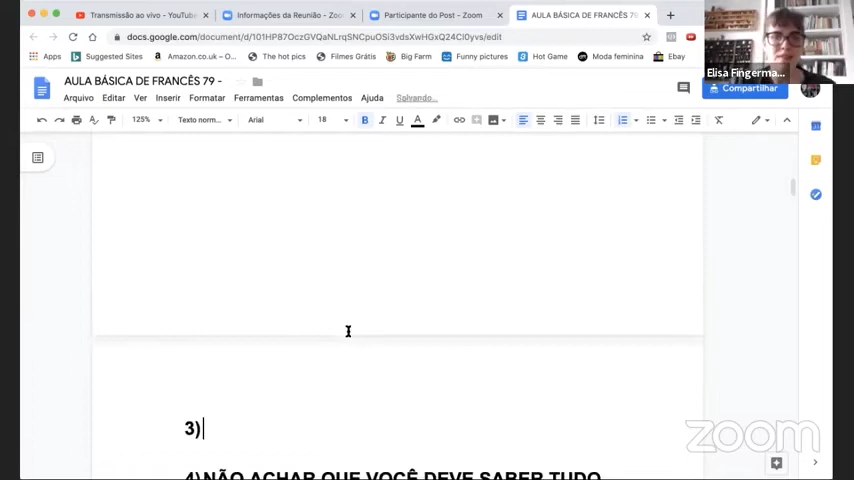 Transmissão ao vivo - YouTube
Informações da Reunião - Zoo
Participante do Post - Zoom
AULA BÁSICA DE FRANCÊS 79 -
docs.google.com/document/d/101HP87OczGVQaNLrqSNCpuOSi3vdsXwHGxQ24Cl0yvs/edit
Apps
Suggested Sites
Amazon.co.uk – O...
The hot pics
Filmes Grátis
Big Farm
Funny pictures
Hot Game
Moda feminina
Ebay
Elisa Fingerma...
AULA BÁSICA DE FRANCÊS 79 -
Compartilhar
Arquivo Editar Ver Inserir Formatar Ferramentas Complementos Ajuda Salvando...
125% Texto norm... Arial 18 B I U A
3)
4) NÃO ACHAR QUE VOCÊ DEVE SABER TUDO
zoom